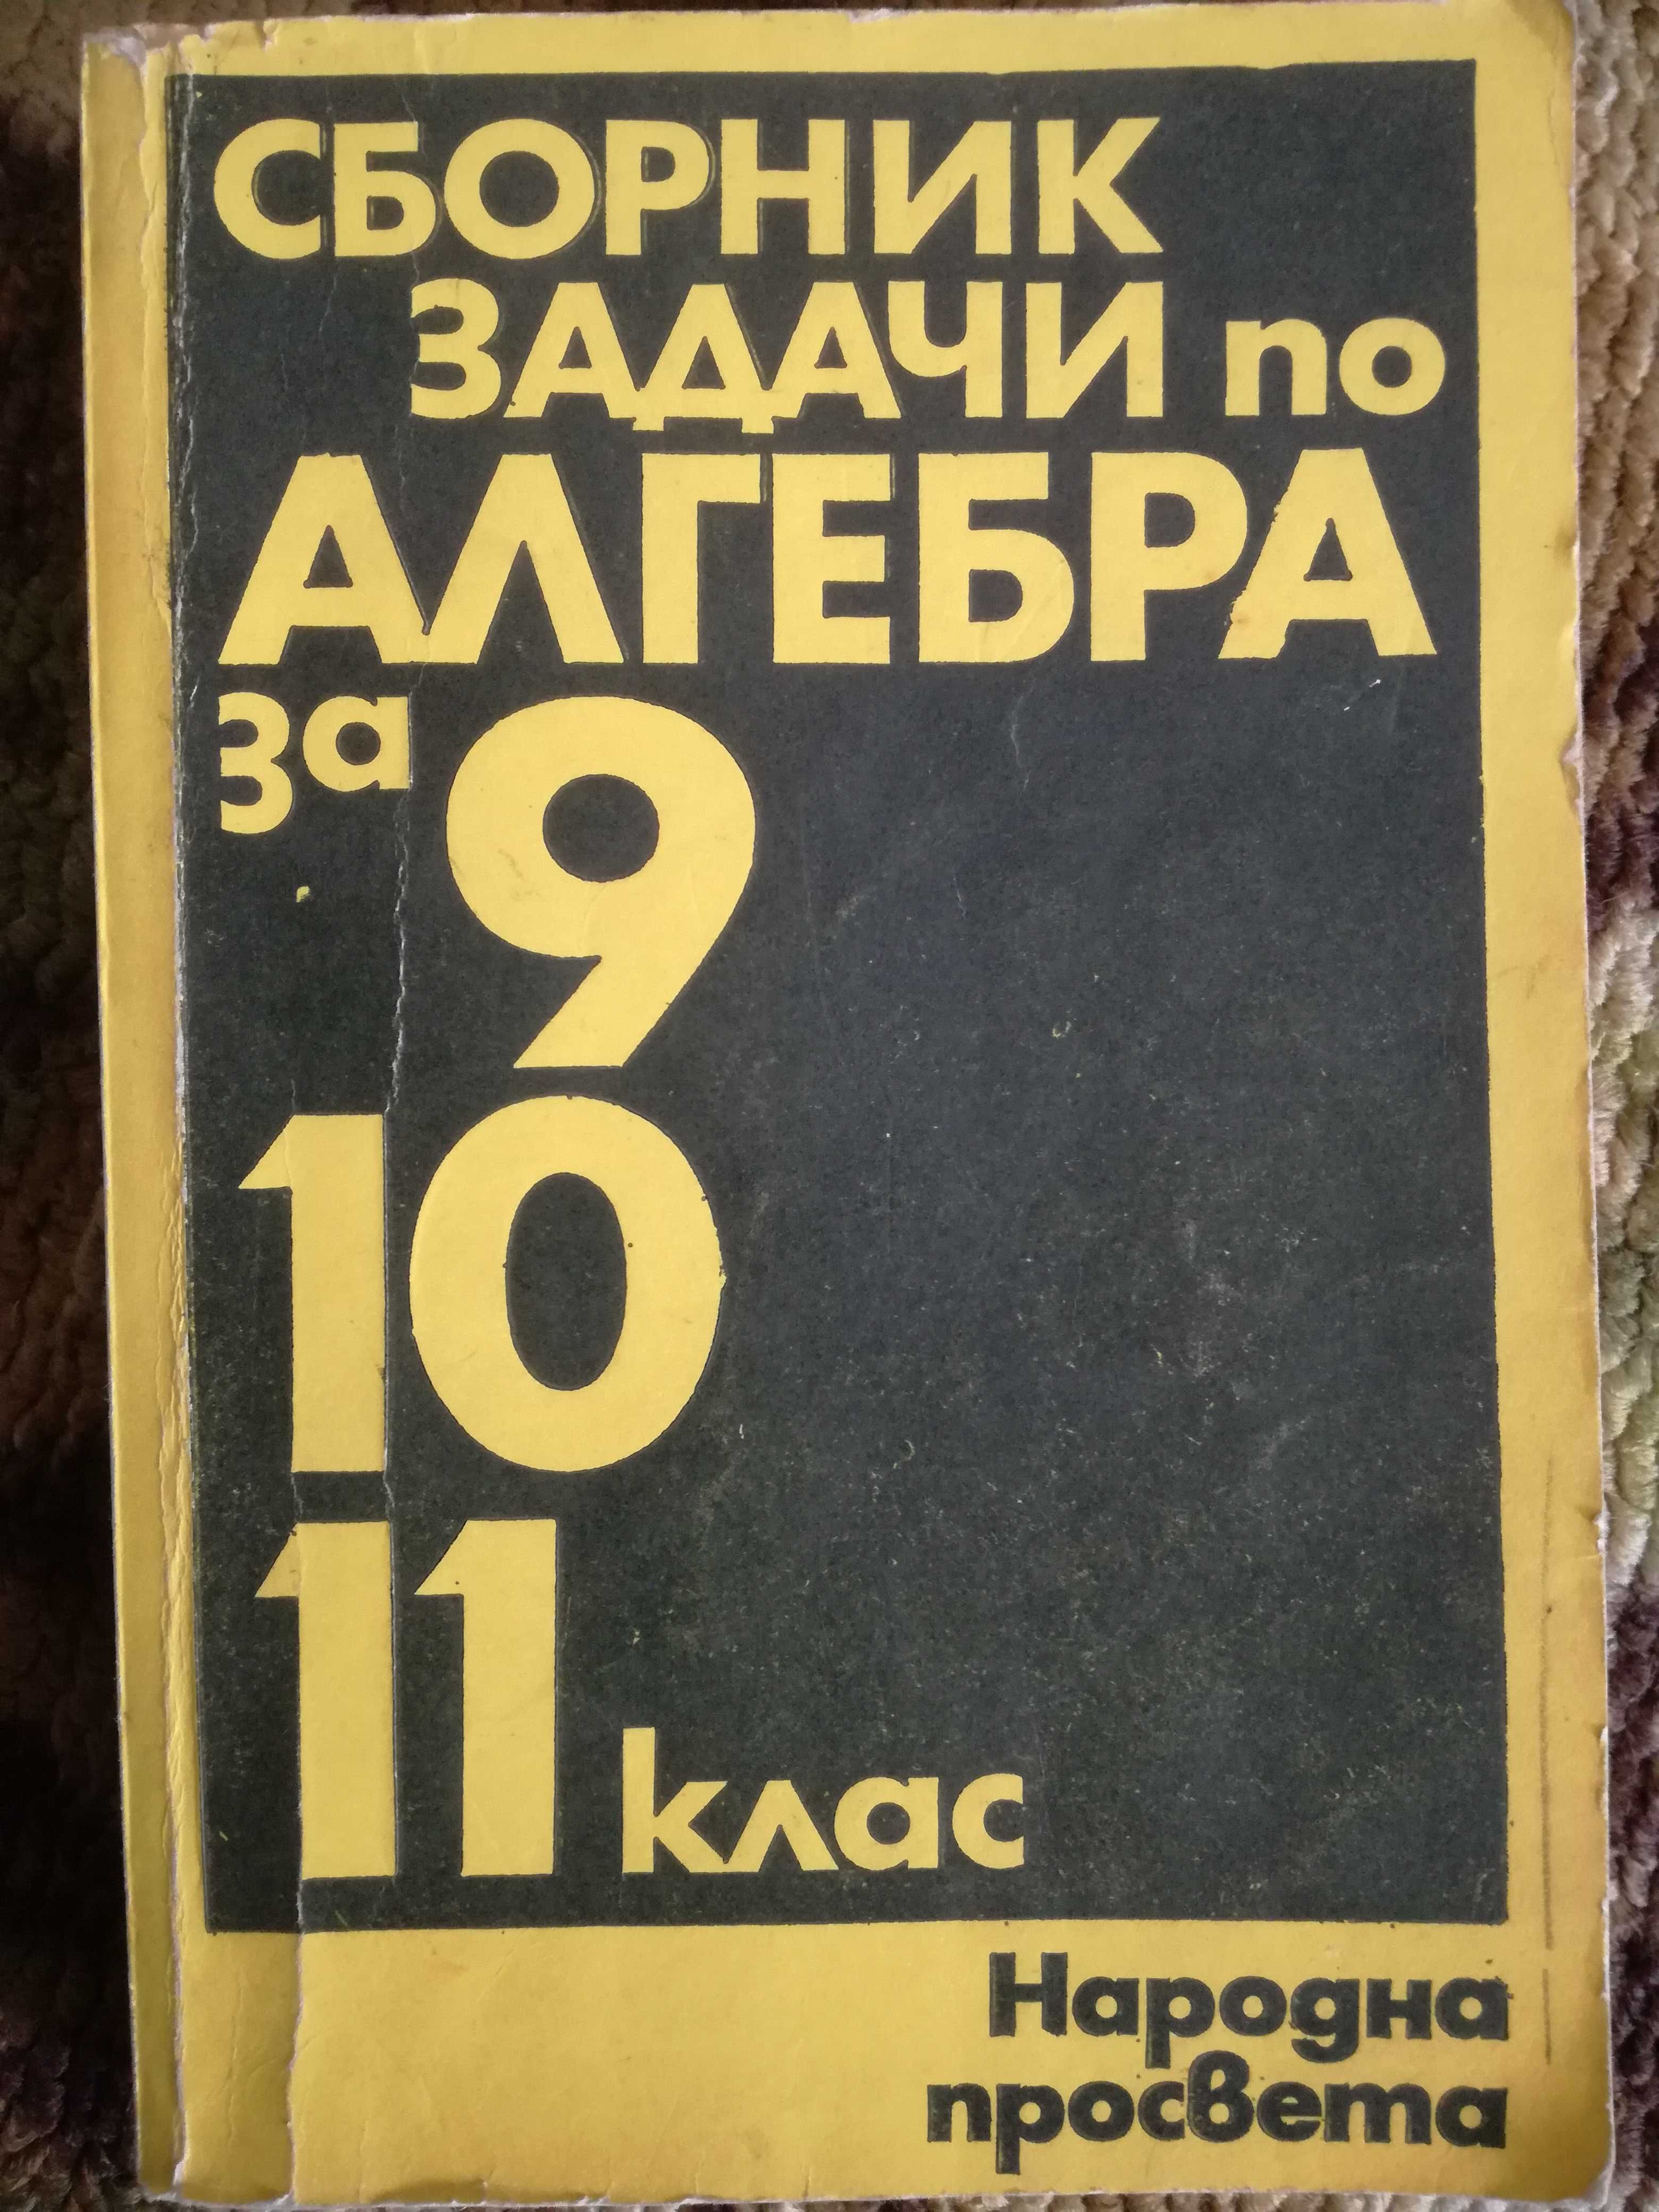 СБОРНИК
ЗАДАЧИ по
АЛГЕБРА
за 9
10
11 клас
Народна
просвета